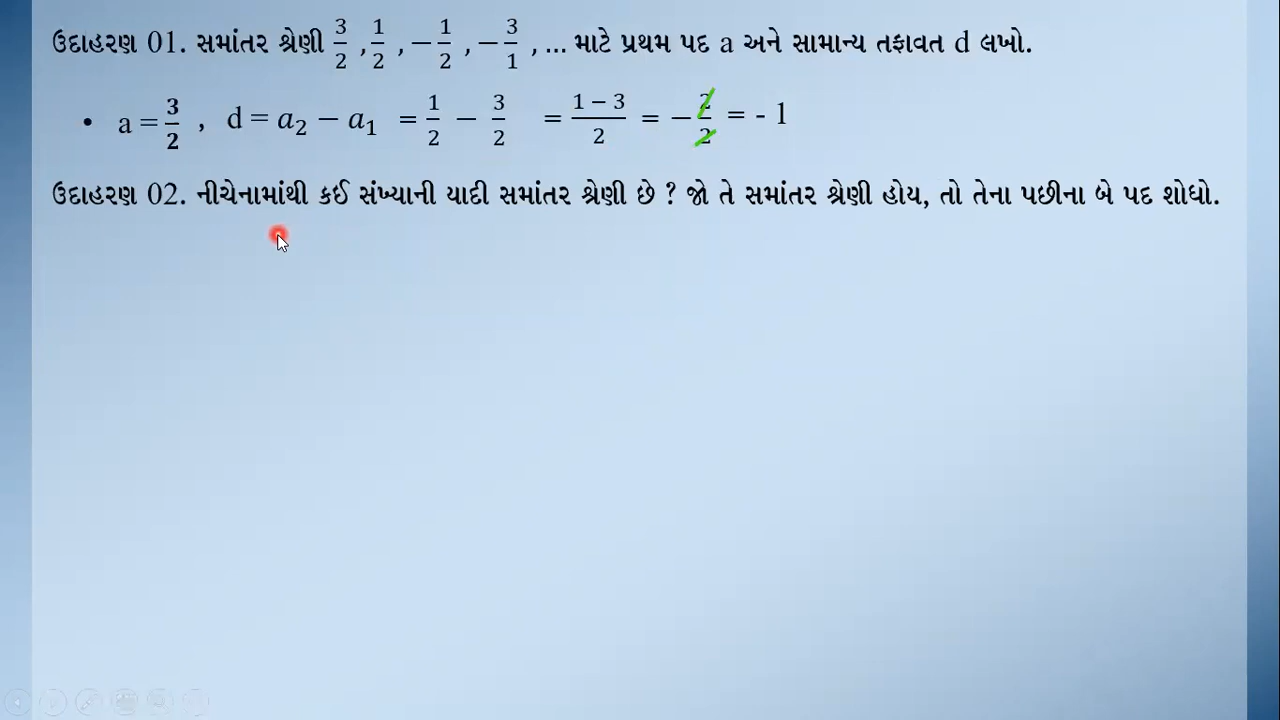 ઉદાહરણ 01. સમાંતર શ્રેણી 3/2 , 1/2 , −1/2 , −3/1 , ... માટે પ્રથમ પદ a અને સામાન્ય તફાવત d લખો.
• a = 3/2 , d = a₂ − a₁ = 1/2 − 3/2 = (1 − 3)/2 = −2/2 = - 1
ઉદાહરણ 02. નીચેનામાંથી કઈ સંખ્યાની યાદી સમાંતર શ્રેણી છે ? જો તે સમાંતર શ્રેણી હોય, તો તેના પછીના બે પદ શોધો.